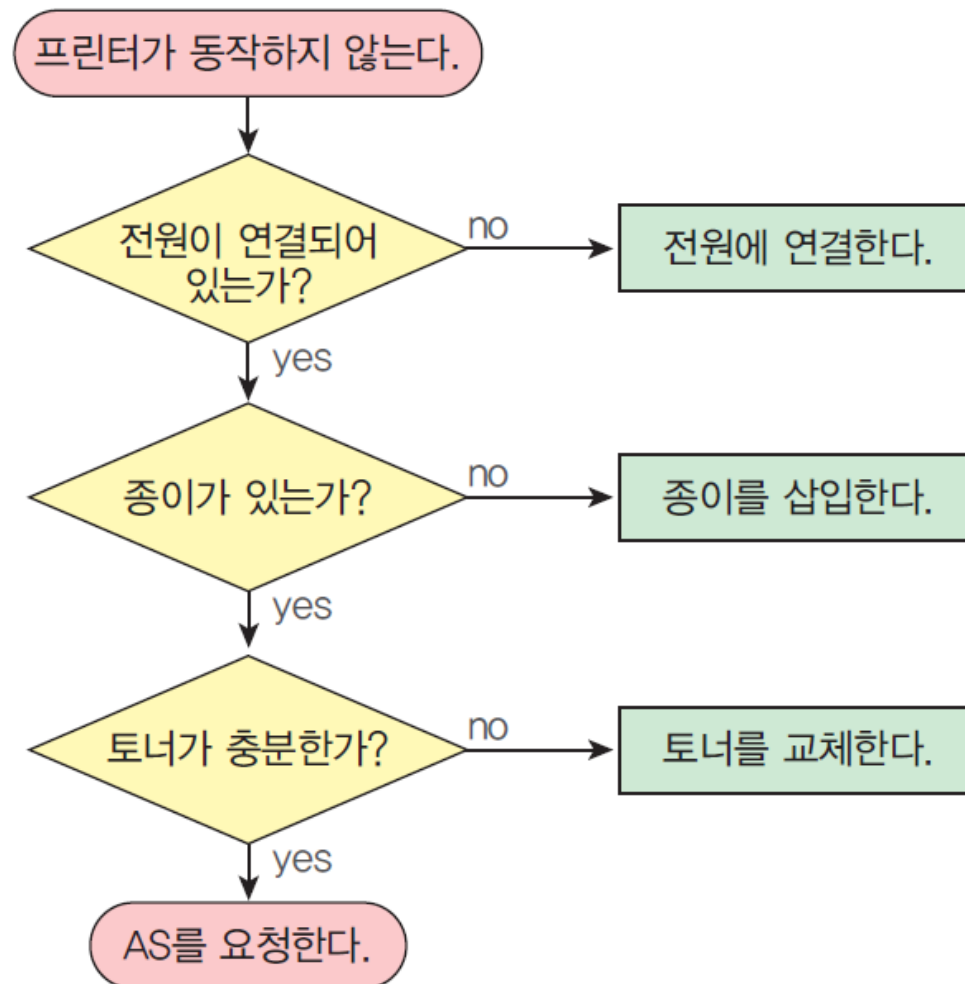 프린터가 동작하지 않는다.
전원이 연결되어
있는가?
no
전원에 연결한다.
yes
종이가 있는가?
no
종이를 삽입한다.
yes
토너가 충분한가?
no
토너를 교체한다.
yes
AS를 요청한다.